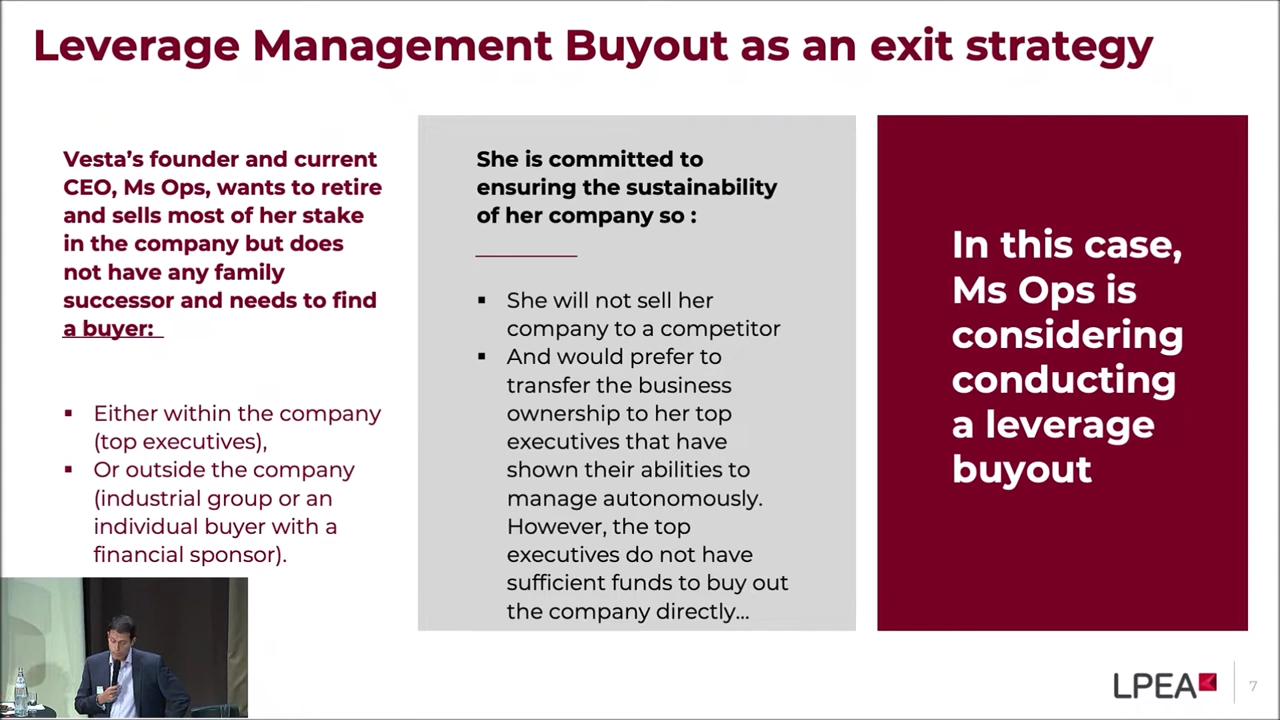 Leverage Management Buyout as an exit strategy
Vesta’s founder and current
CEO, Ms Ops, wants to retire
and sells most of her stake
in the company but does
not have any family
successor and needs to find
a buyer:
▪ Either within the company
(top executives),
▪ Or outside the company
(industrial group or an
individual buyer with a
financial sponsor).
She is committed to
ensuring the sustainability
of her company so :
▪ She will not sell her
company to a competitor
▪ And would prefer to
transfer the business
ownership to her top
executives that have
shown their abilities to
manage autonomously.
However, the top
executives do not have
sufficient funds to buy out
the company directly...
In this case,
Ms Ops is
considering
conducting
a leverage
buyout
LPEA
7